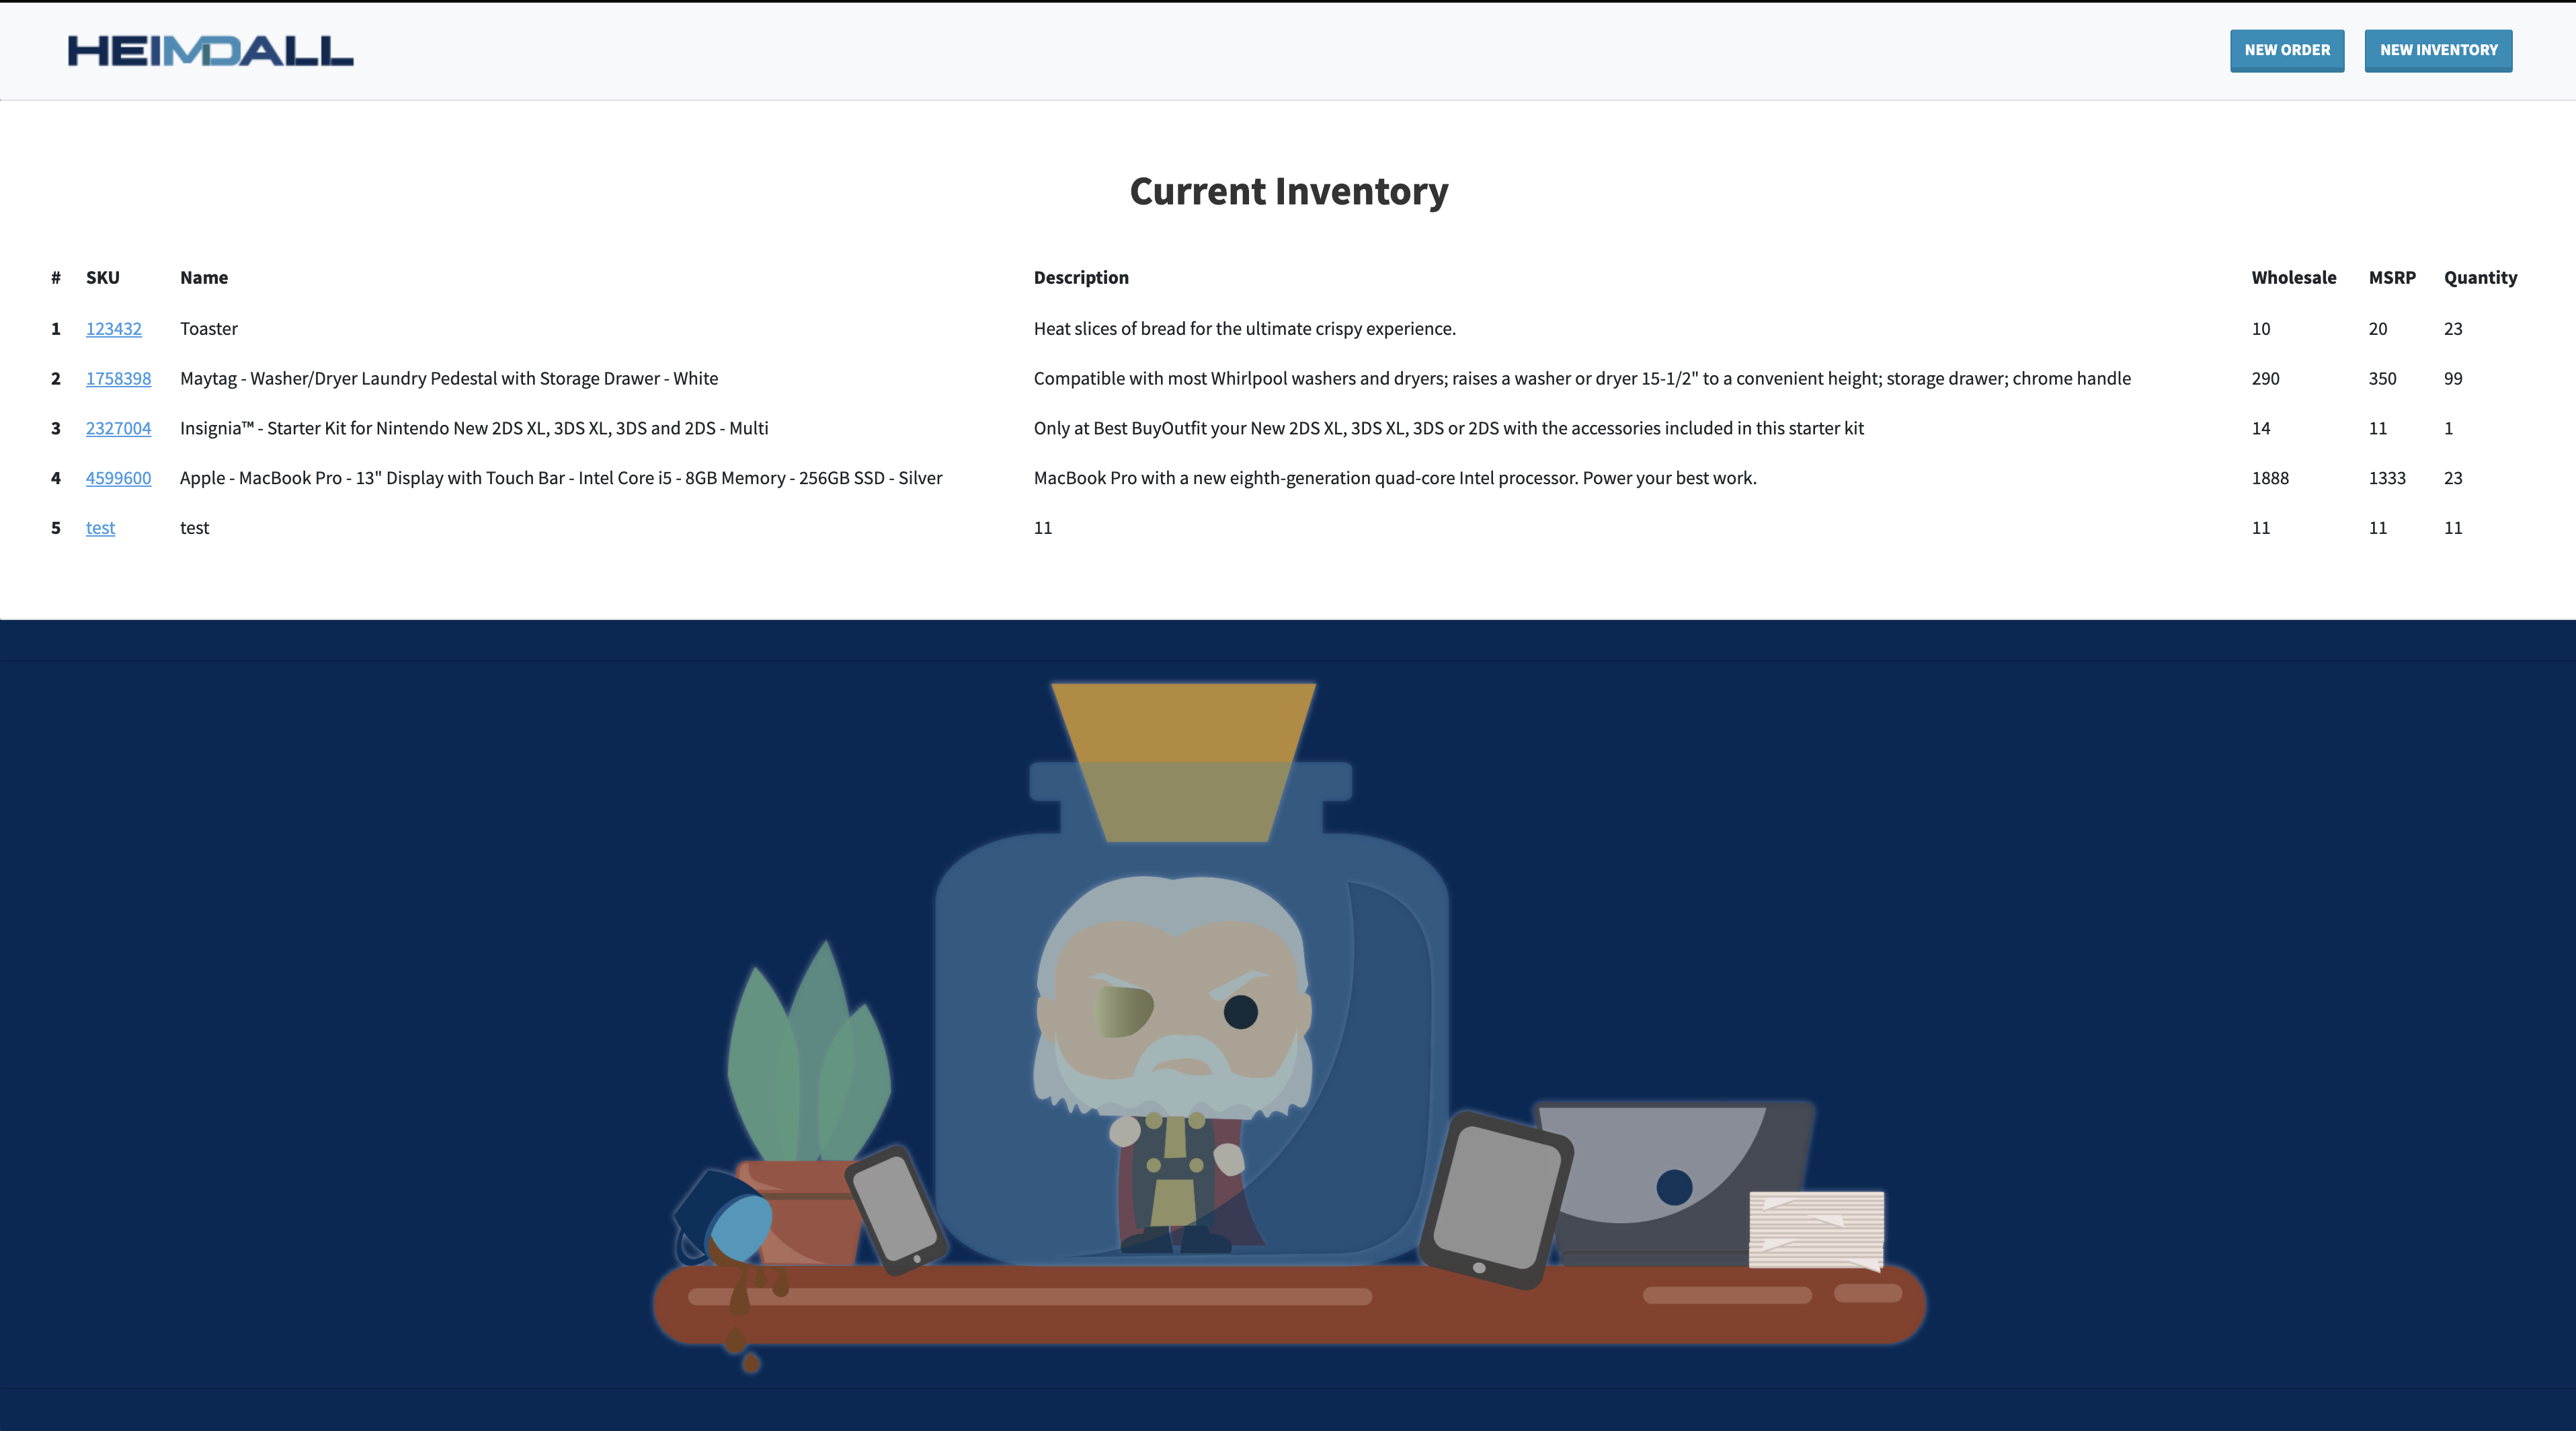 HEIMDALL
NEW ORDER NEW INVENTORY
Current Inventory
# SKU Name Description Wholesale MSRP Quantity
1 123432 Toaster Heat slices of bread for the ultimate crispy experience. 10 20 23
2 1758398 Maytag - Washer/Dryer Laundry Pedestal with Storage Drawer - White Compatible with most Whirlpool washers and dryers; raises a washer or dryer 15-1/2" to a convenient height; storage drawer; chrome handle 290 350 99
3 2327004 Insignia™ - Starter Kit for Nintendo New 2DS XL, 3DS XL, 3DS and 2DS - Multi Only at Best BuyOutfit your New 2DS XL, 3DS XL, 3DS or 2DS with the accessories included in this starter kit 14 11 1
4 4599600 Apple - MacBook Pro - 13" Display with Touch Bar - Intel Core i5 - 8GB Memory - 256GB SSD - Silver MacBook Pro with a new eighth-generation quad-core Intel processor. Power your best work. 1888 1333 23
5 test test 11 11 11 11